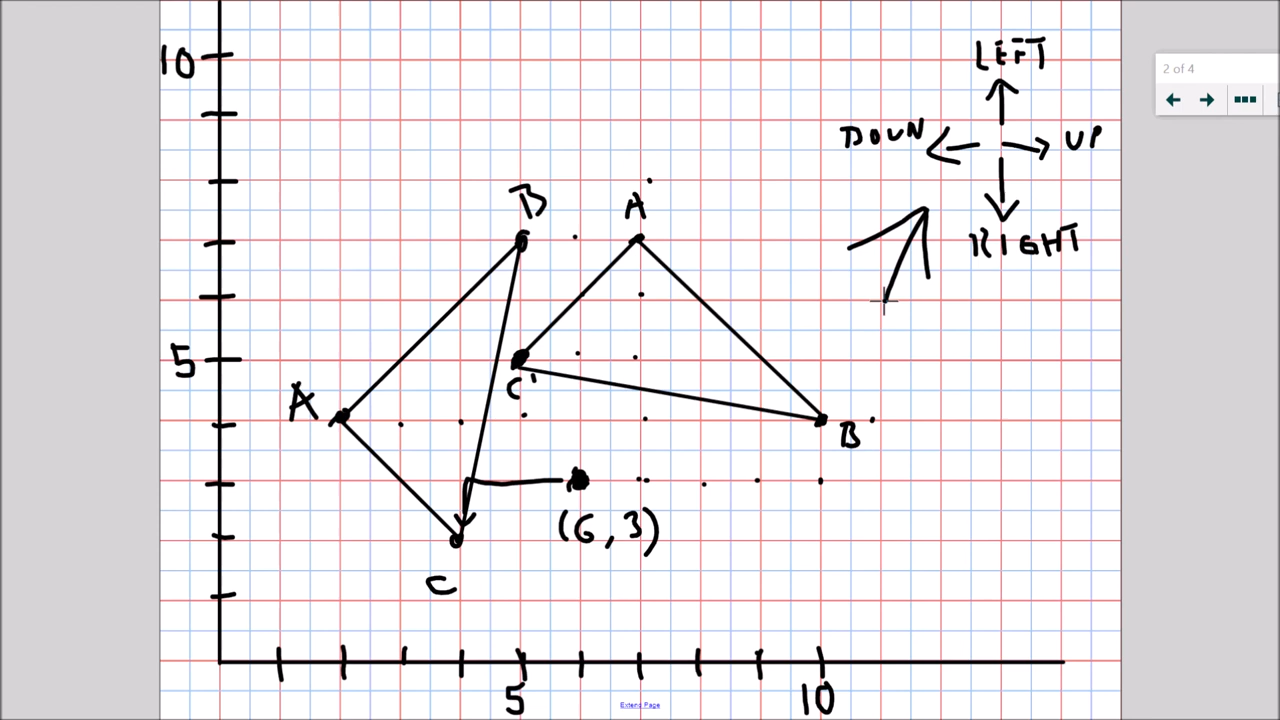 10
LEFT
2 of 4
DOWN
UP
B
A'
RIGHT
5
A
C'
B'
(6,3)
C
5
10
Extend Page